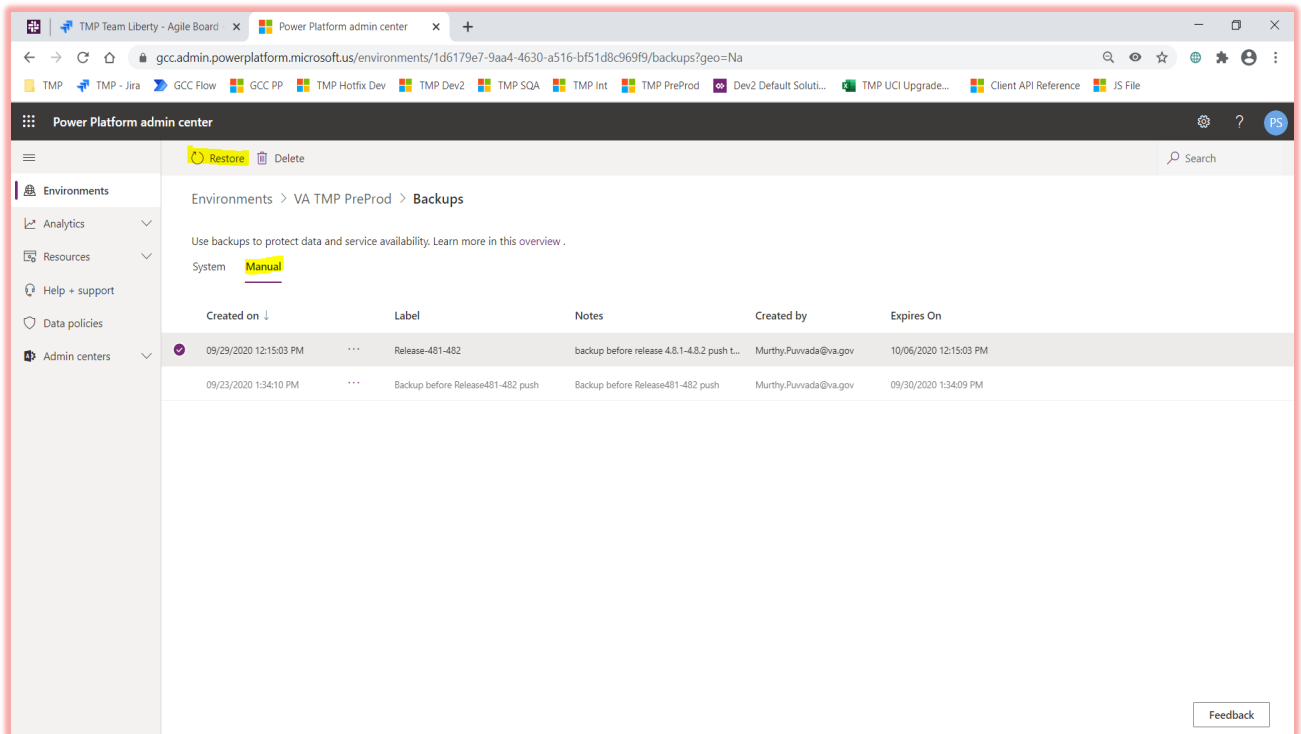 TMP Team Liberty - Agile Board
Power Platform admin center
gcc.admin.powerplatform.microsoft.us/environments/1d6179e7-9aa4-4630-a516-bf51d8c969f9/backups?geo=Na
TMP TMP - Jira GCC Flow GCC PP TMP Hotfix Dev TMP Dev2 TMP SQA TMP Int TMP PreProd Dev2 Default Soluti... TMP UCI Upgrade... Client API Reference JS File
Power Platform admin center ? PS
Restore Delete Search
Environments
Analytics
Resources
Help + support
Data policies
Admin centers
Environments > VA TMP PreProd > Backups
Use backups to protect data and service availability. Learn more in this overview .
System Manual
Created on ↓ Label Notes Created by Expires On
09/29/2020 12:15:03 PM ... Release-481-482 backup before release 4.8.1-4.8.2 push t... Murthy.Puvvada@va.gov 10/06/2020 12:15:03 PM
09/23/2020 1:34:10 PM ... Backup before Release481-482 push Backup before Release481-482 push Murthy.Puvvada@va.gov 09/30/2020 1:34:09 PM
Feedback